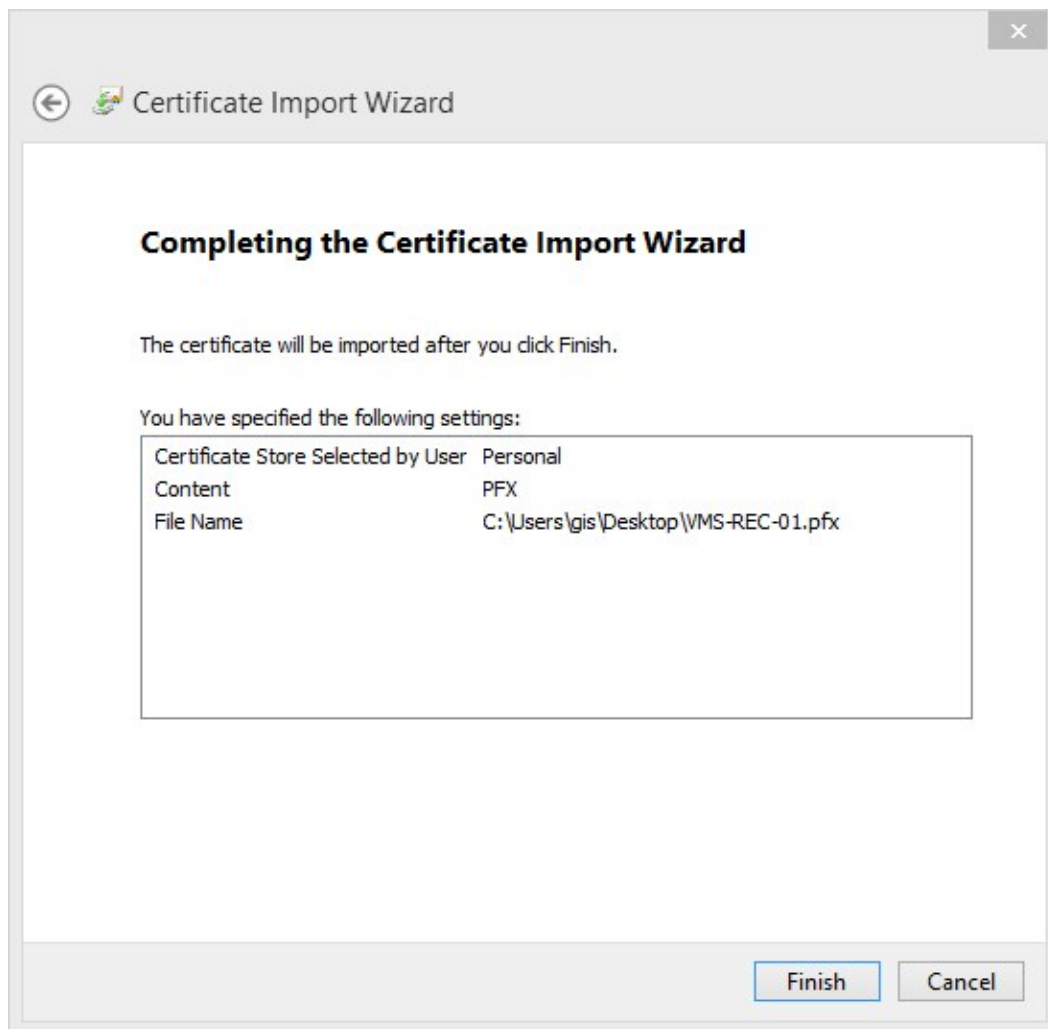 Certificate Import Wizard
Completing the Certificate Import Wizard
The certificate will be imported after you click Finish.
You have specified the following settings:
Certificate Store Selected by User Personal
Content PFX
File Name C:\Users\gis\Desktop\VMS-REC-01.pfx
Finish Cancel